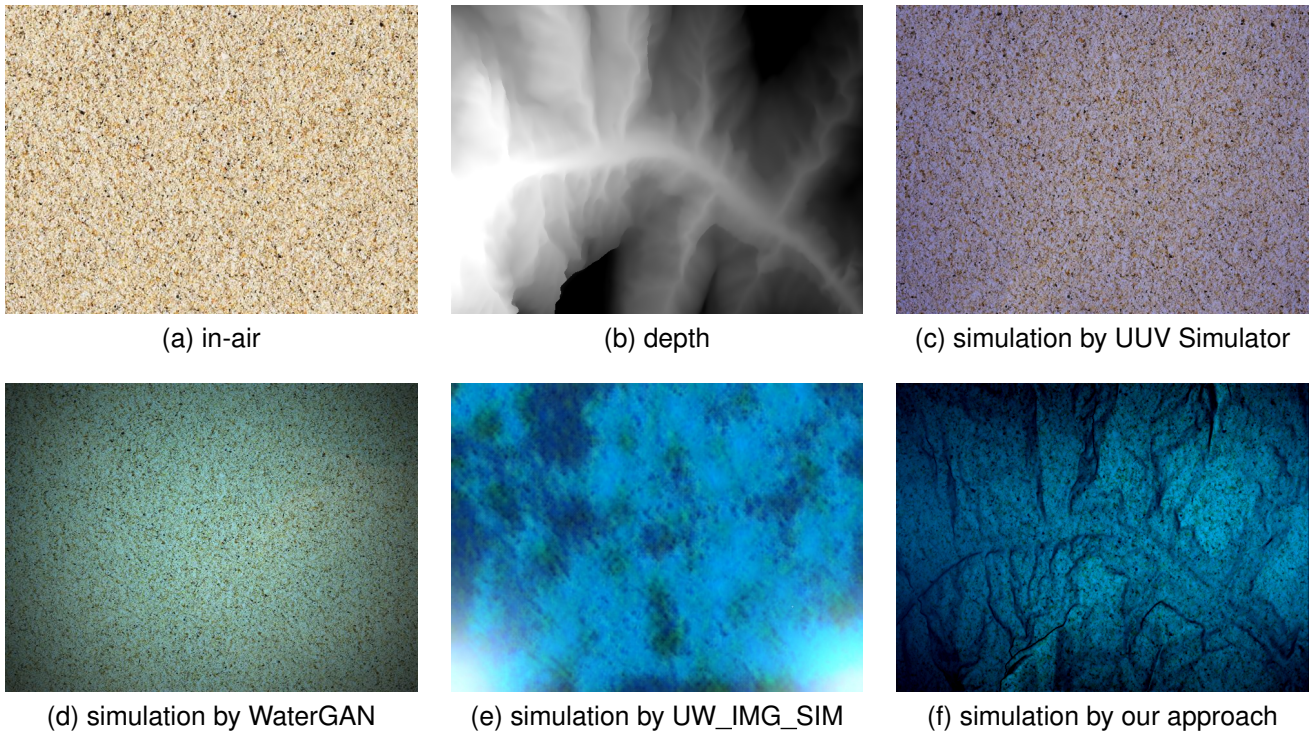 (a) in-air
(b) depth
(c) simulation by UUV Simulator
(d) simulation by WaterGAN
(e) simulation by UW_IMG_SIM
(f) simulation by our approach